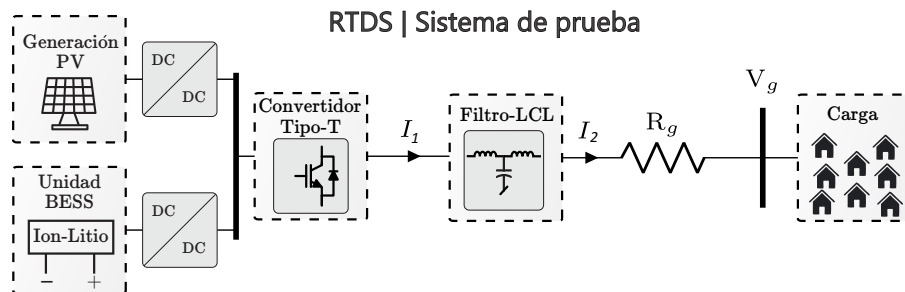 RTDS | Sistema de prueba
Generación
PV
DC
DC
Unidad
BESS
Ion-Litio
− +
DC
DC
Convertidor
Tipo-T
I1
Filtro-LCL
I2
Rg
Vg
Carga